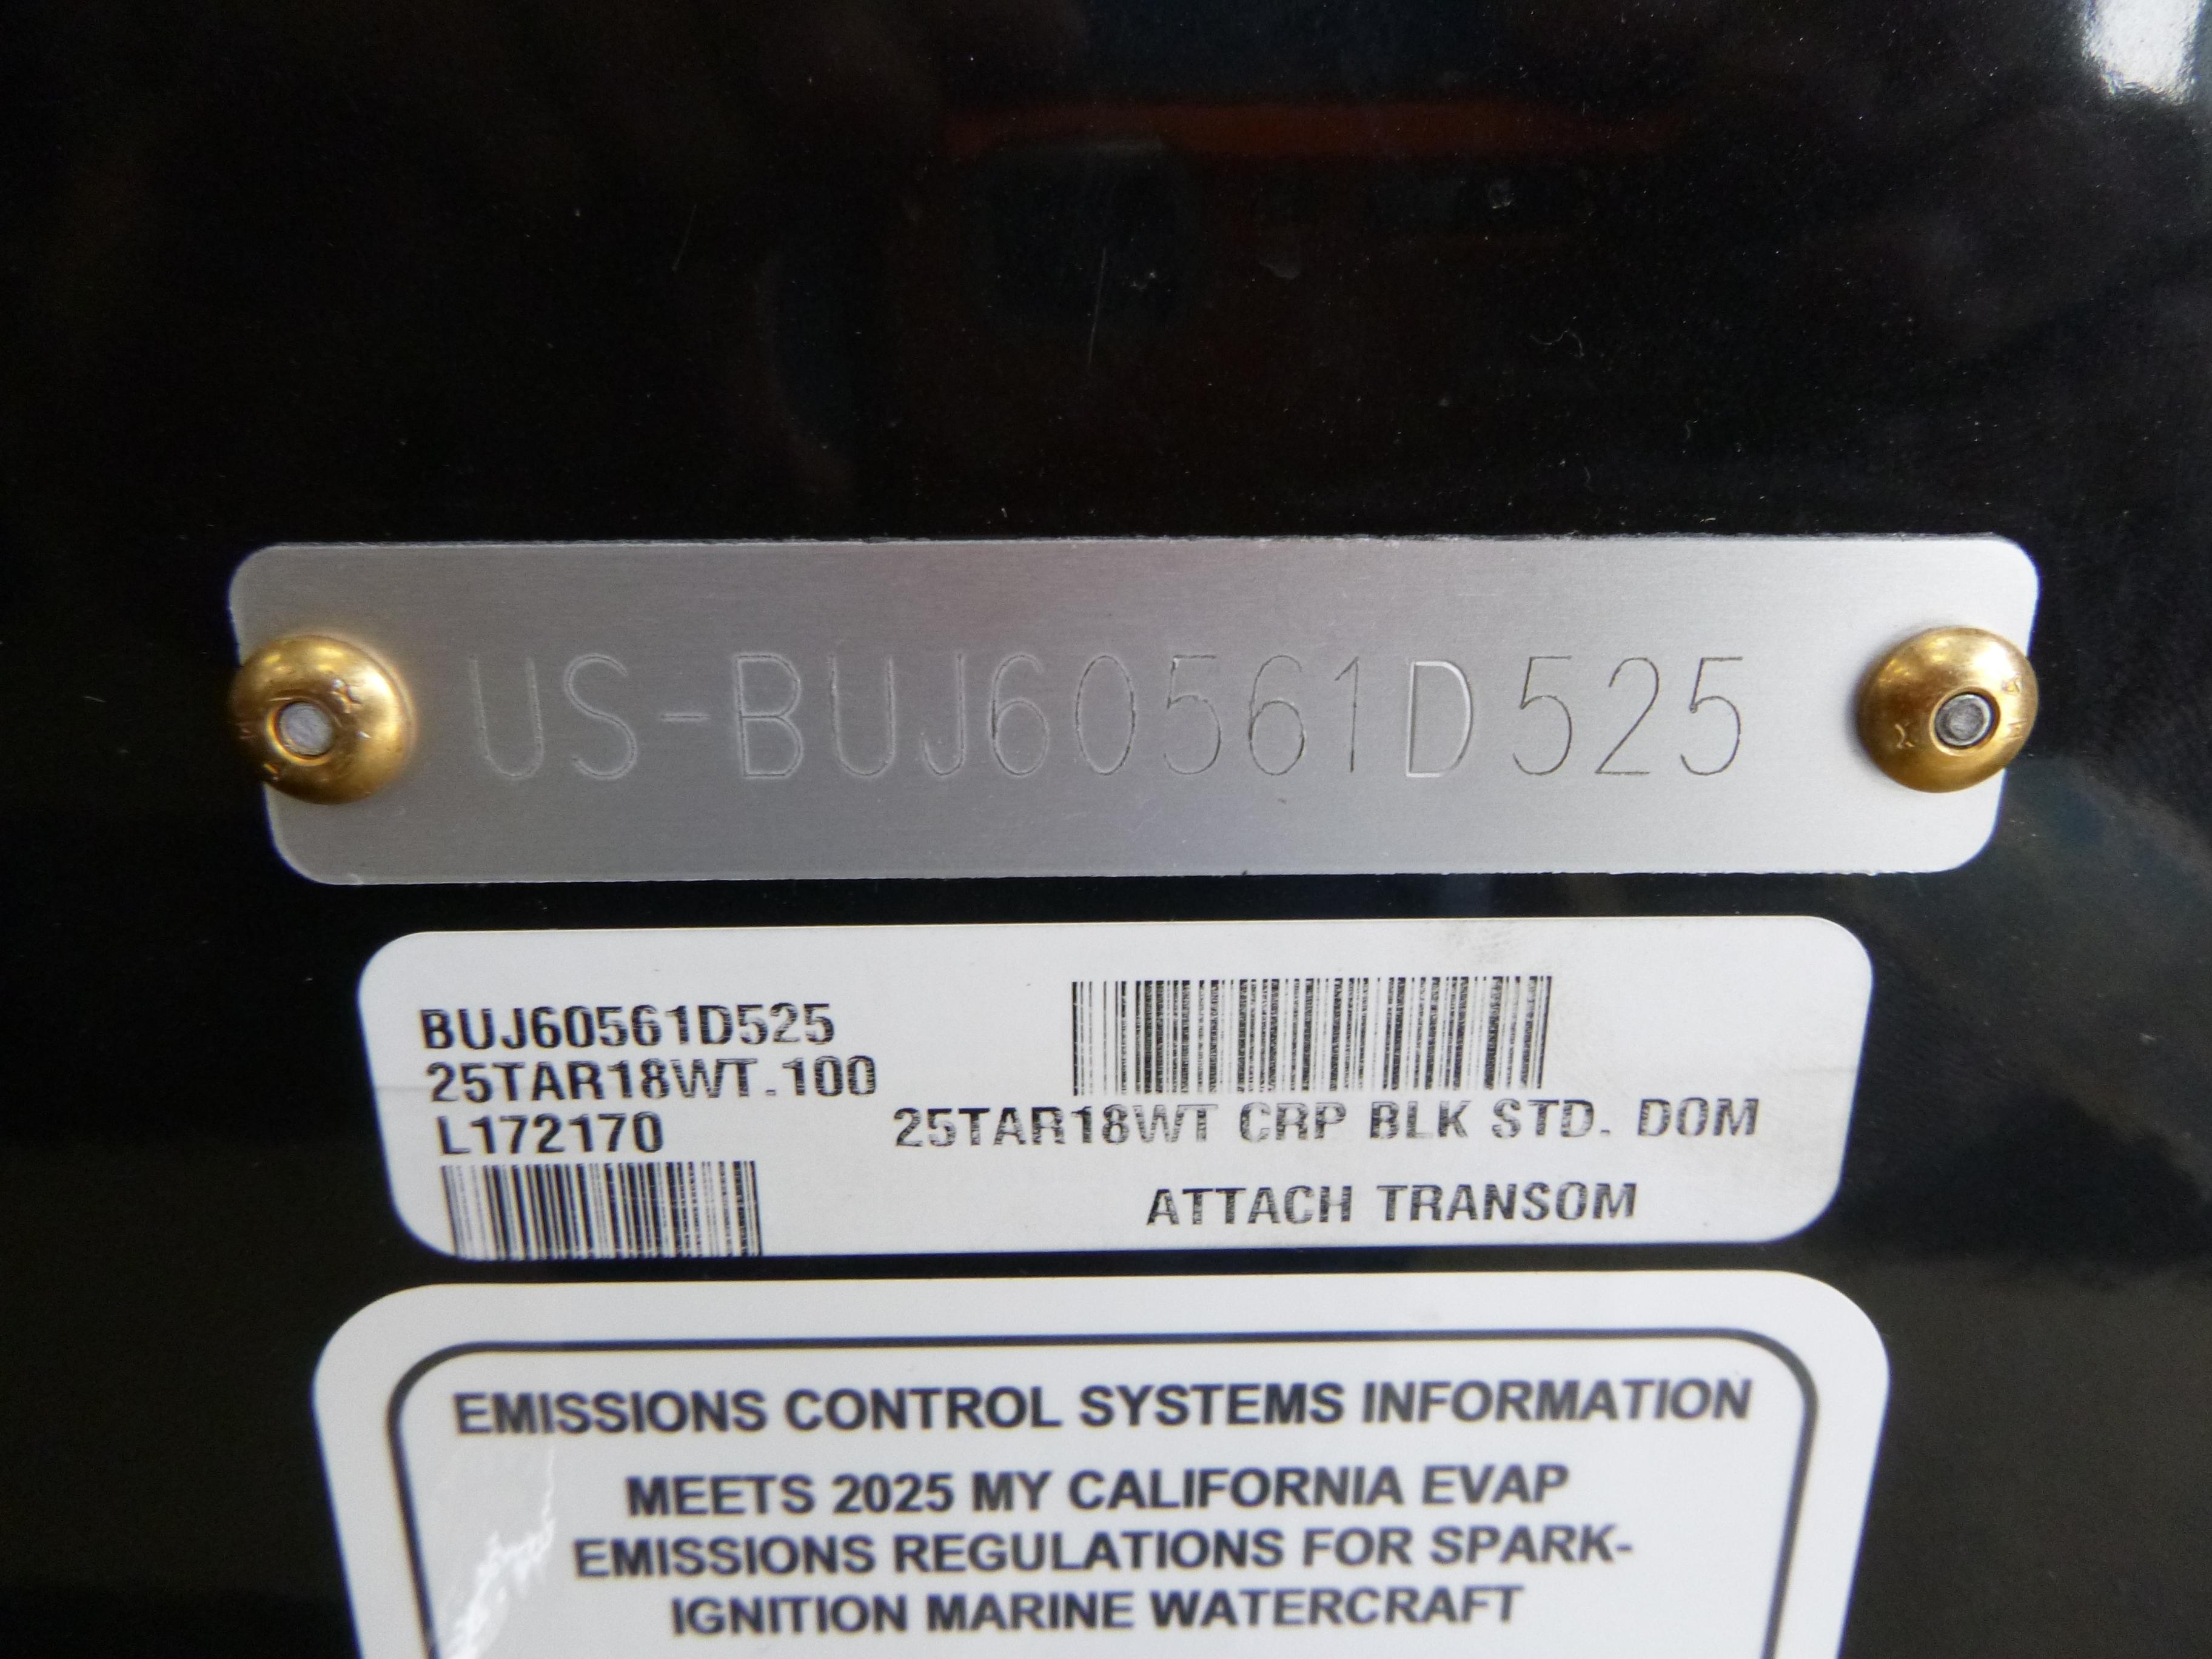 US-BUJ60561D525
BUJ60561D525
25TAR18WT.100
L172170
25TAR18WT CRP BLK STD. DOM
ATTACH TRANSOM
EMISSIONS CONTROL SYSTEMS INFORMATION
MEETS 2025 MY CALIFORNIA EVAP
EMISSIONS REGULATIONS FOR SPARK-
IGNITION MARINE WATERCRAFT